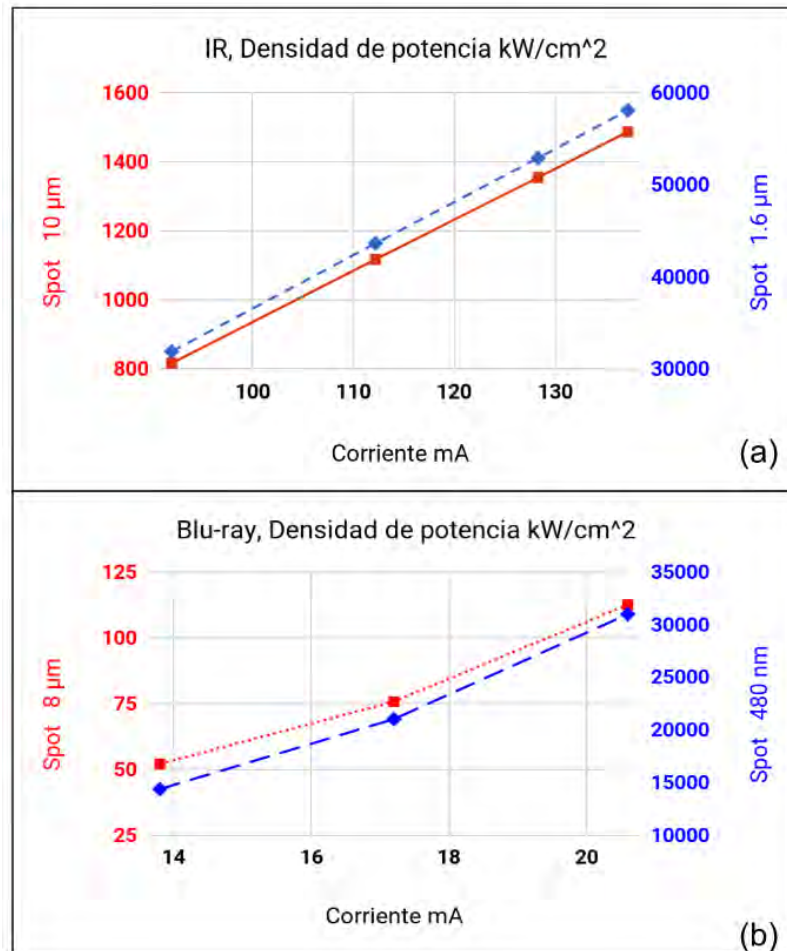 IR, Densidad de potencia kW/cm^2
1600
1400
1200
1000
800
Spot 10 μm
60000
50000
40000
30000
Spot 1.6 μm
100
110
120
130
Corriente mA
(a)
Blu-ray, Densidad de potencia kW/cm^2
125
100
75
50
25
Spot 8 μm
35000
30000
25000
20000
15000
10000
Spot 480 nm
14
16
18
20
Corriente mA
(b)